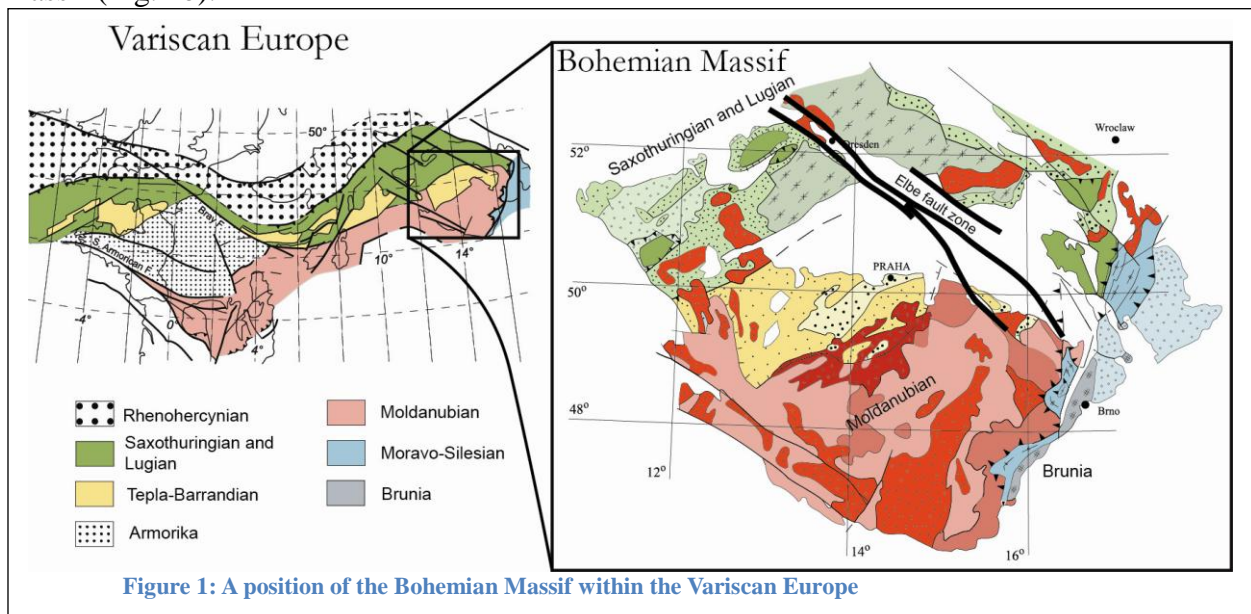 Variscan Europe
50°
Bray F.
S. Armorican F.
-4°
0°
4°
10°
14°
Rhenohercynian
Saxothuringian and
Lugian
Tepla-Barrandian
Armorika
Moldanubian
Moravo-Silesian
Brunia
Bohemian Massif
Saxothuringian and Lugian
52°
Dresden
Wroclaw
Elbe fault zone
PRAHA
50°
48°
Moldanubian
Brno
12°
Brunia
14°
16°
Figure 1: A position of the Bohemian Massif within the Variscan Europe